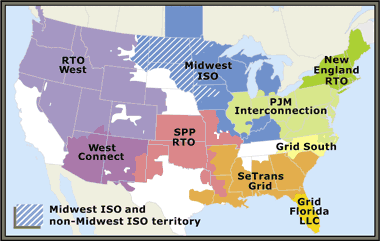 RTO
West
Midwest
ISO
New
England
RTO
PJM
Interconnection
SPP
RTO
West
Connect
Grid South
SeTrans
Grid
Grid
Florida
LLC
Midwest ISO and
non-Midwest ISO territory